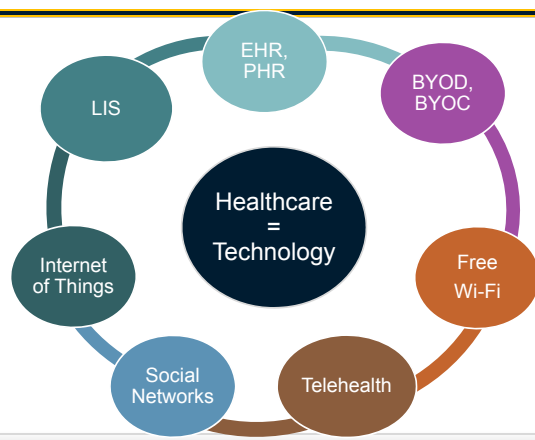 EHR,
PHR
BYOD,
BYOC
Free
Wi-Fi
Telehealth
Social
Networks
Internet
of Things
LIS
Healthcare
=
Technology